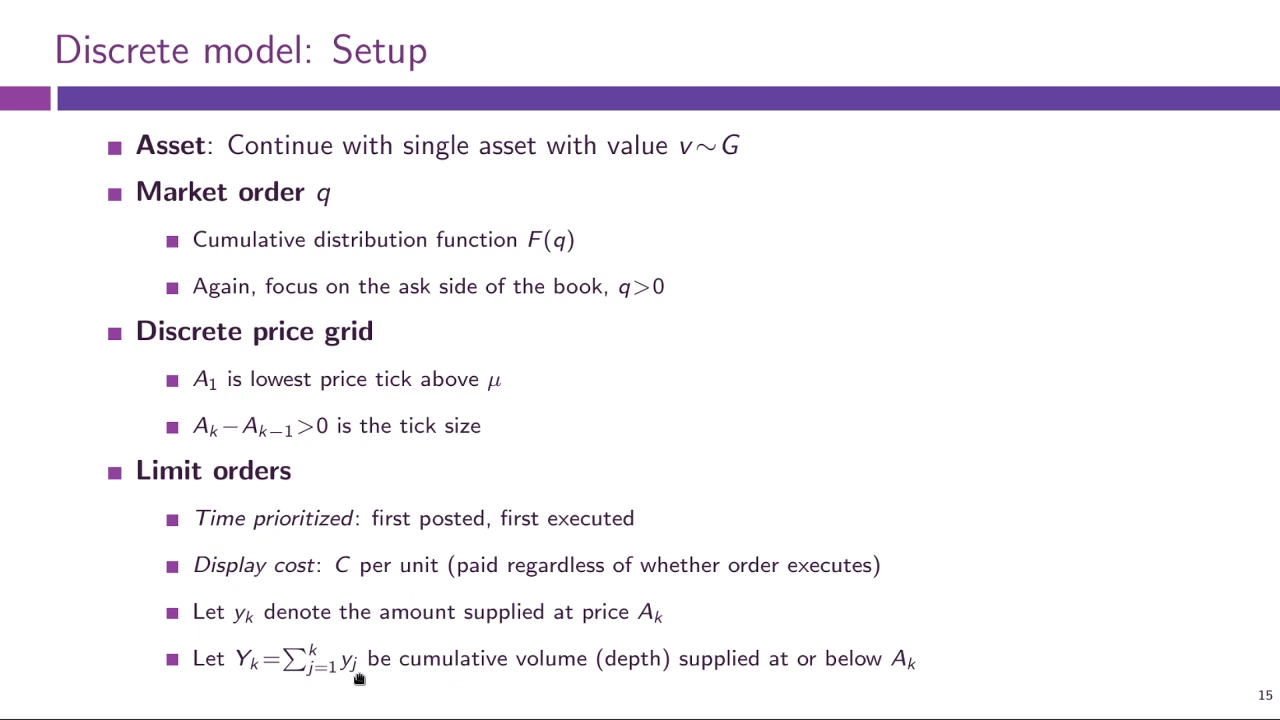 Discrete model: Setup
Asset: Continue with single asset with value v∼G
Market order q
Cumulative distribution function F(q)
Again, focus on the ask side of the book, q>0
Discrete price grid
A₁ is lowest price tick above μ
Aₖ−Aₖ₋₁>0 is the tick size
Limit orders
Time prioritized: first posted, first executed
Display cost: C per unit (paid regardless of whether order executes)
Let yₖ denote the amount supplied at price Aₖ
Let Yₖ=∑ᵏⱼ₌₁yⱼ be cumulative volume (depth) supplied at or below Aₖ
15